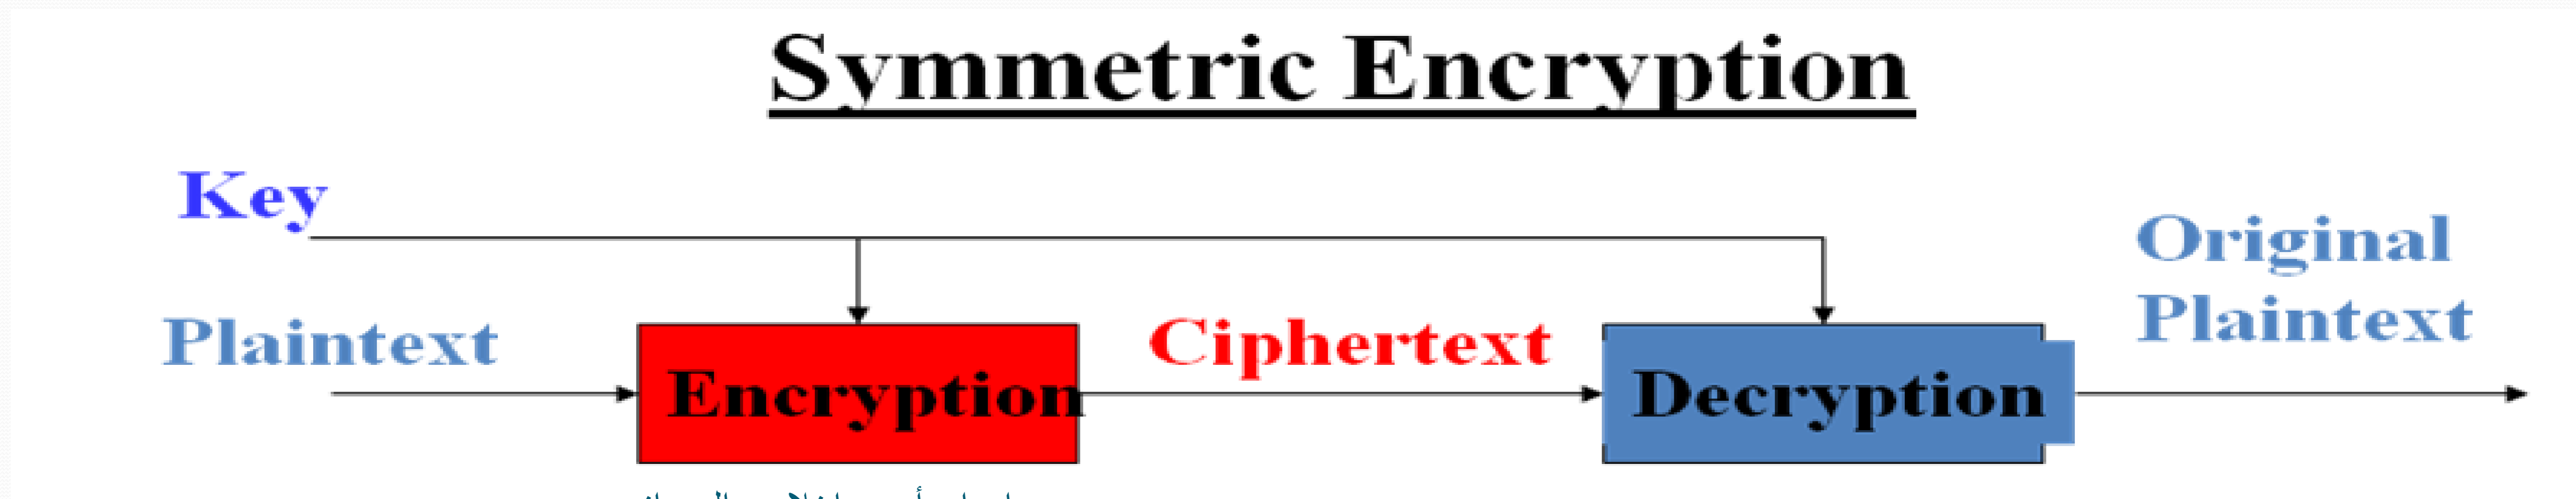 Symmetric Encryption
Key
Original
Plaintext
Plaintext
Ciphertext
Encryption
Decryption